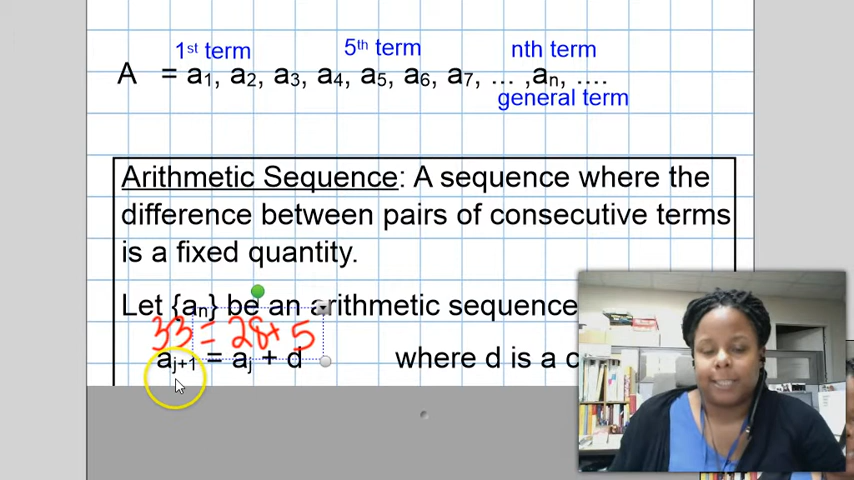 1st term 5th term nth term
A = a1, a2, a3, a4, a5, a6, a7, ... ,an, ....
general term
Arithmetic Sequence: A sequence where the
difference between pairs of consecutive terms
is a fixed quantity.
Let {an} be an arithmetic sequence
33 = 28 + 5
aj+1 = aj + d where d is a